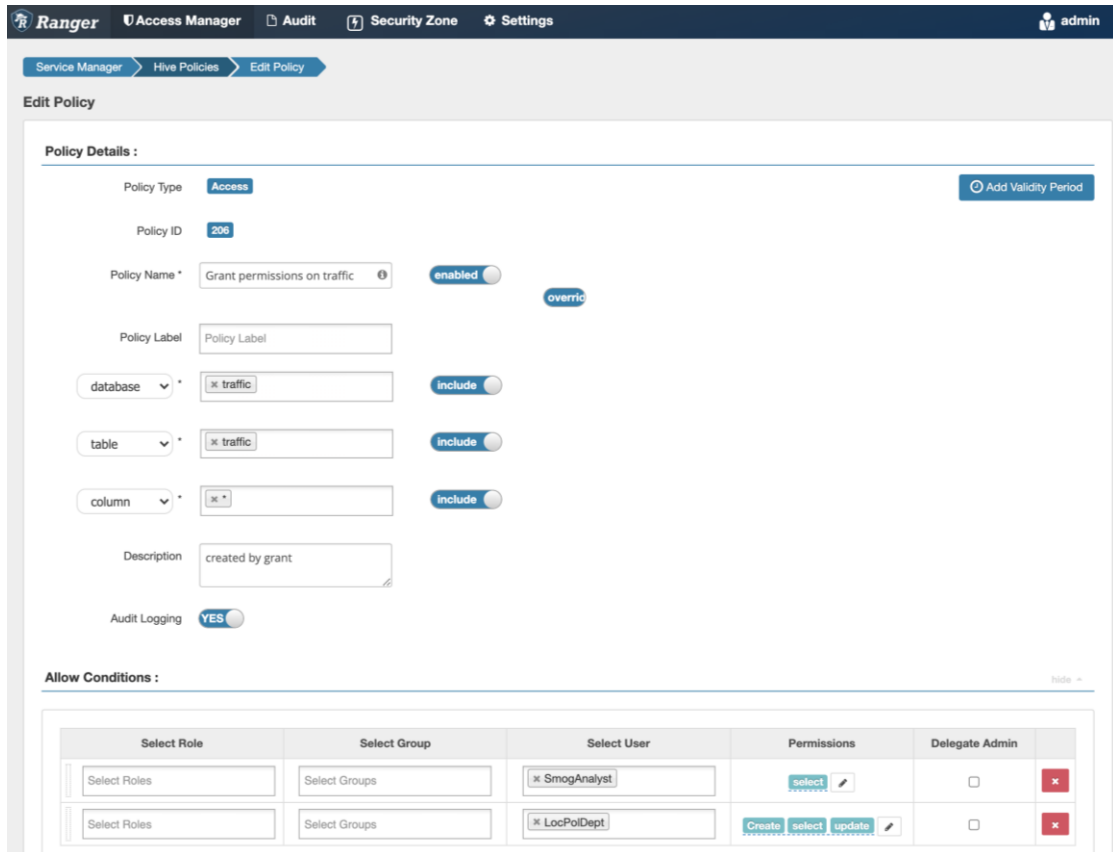 Ranger Access Manager Audit Security Zone Settings admin
Service Manager Hive Policies Edit Policy
Edit Policy
Policy Details :
Policy Type Access Add Validity Period
Policy ID 206
Policy Name * Grant permissions on traffic enabled
overric
Policy Label Policy Label
database * × traffic include
table * × traffic include
column * × * include
Description created by grant
Audit Logging YES
Allow Conditions : hide
Select Role Select Group Select User Permissions Delegate Admin
Select Roles Select Groups × SmogAnalyst select ×
Select Roles Select Groups × LocPolDept Create select update ×